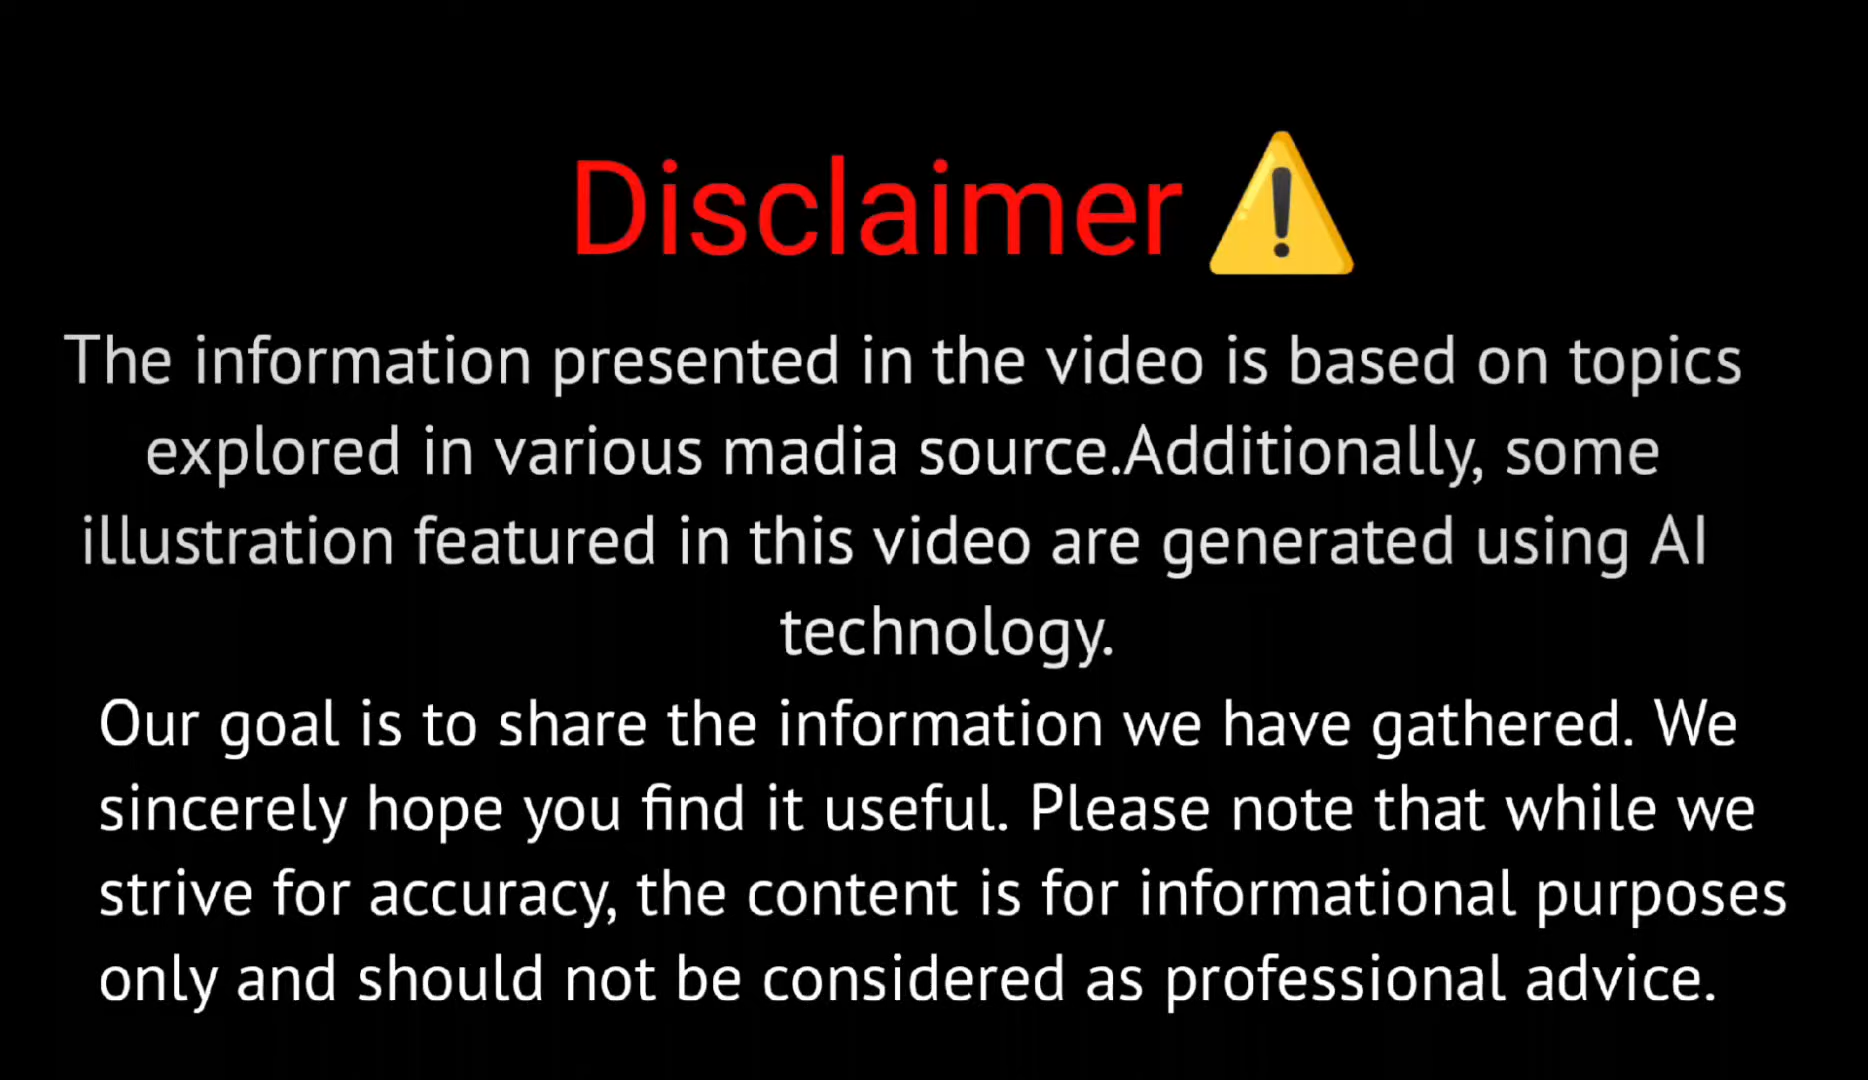 Disclaimer ⚠️
The information presented in the video is based on topics
explored in various madia source.Additionally, some
illustration featured in this video are generated using AI
technology.
Our goal is to share the information we have gathered. We
sincerely hope you find it useful. Please note that while we
strive for accuracy, the content is for informational purposes
only and should not be considered as professional advice.